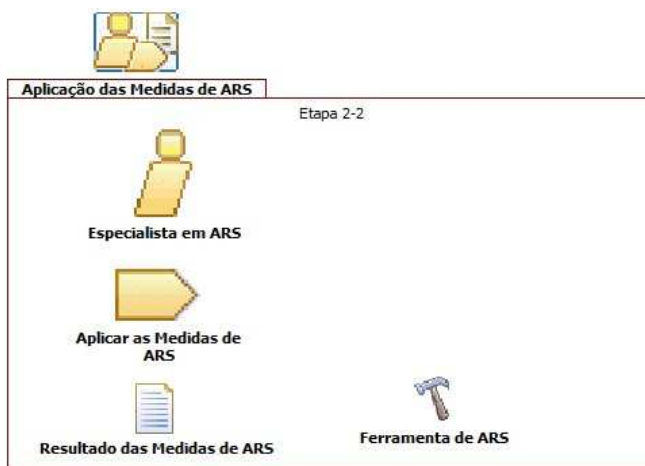 Aplicação das Medidas de ARS
Etapa 2-2
Especialista em ARS
Aplicar as Medidas de
ARS
Resultado das Medidas de ARS
Ferramenta de ARS